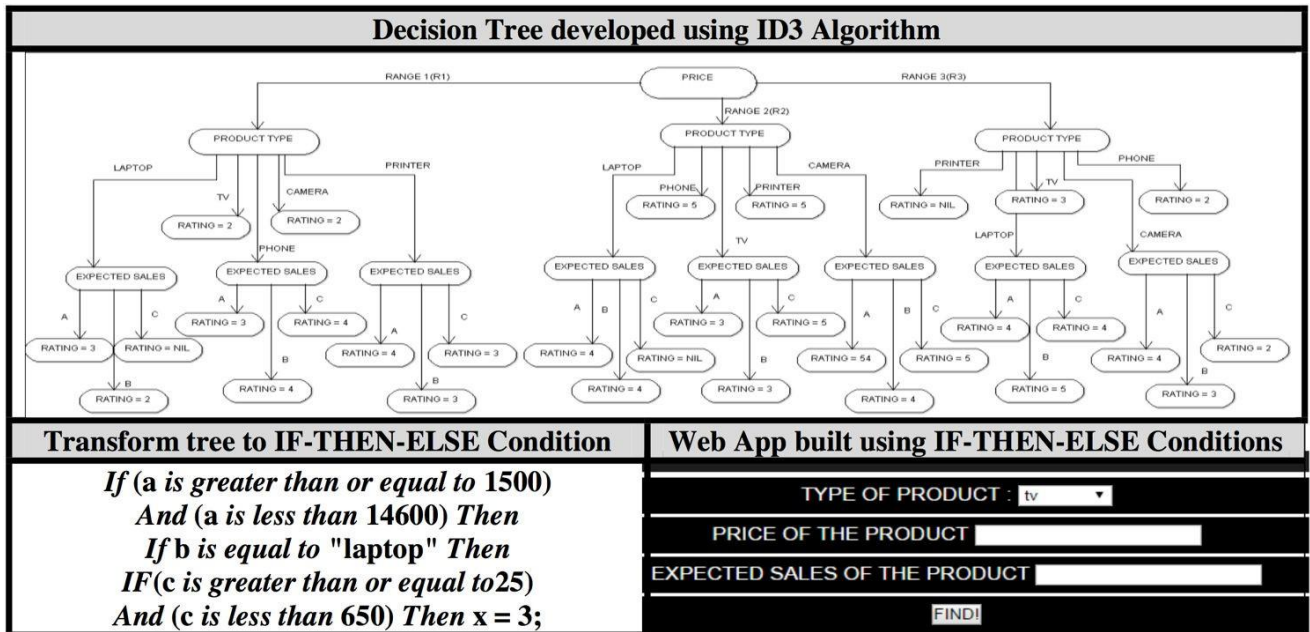 Decision Tree developed using ID3 Algorithm
RANGE 1(R1)
PRICE
RANGE 3(R3)
RANGE 2(R2)
PRODUCT TYPE
PRODUCT TYPE
PRODUCT TYPE
LAPTOP
TV
CAMERA
PRINTER
LAPTOP
PHONE
PRINTER
CAMERA
PRINTER
TV
PHONE
RATING = 2
RATING = 2
RATING = 5
RATING = 5
RATING = NIL
RATING = 3
RATING = 2
PHONE
TV
LAPTOP
CAMERA
EXPECTED SALES
EXPECTED SALES
EXPECTED SALES
EXPECTED SALES
EXPECTED SALES
EXPECTED SALES
EXPECTED SALES
EXPECTED SALES
A
C
B
A
C
B
A
C
B
A
B
C
A
C
B
A
B
C
A
C
B
A
C
B
RATING = 3
RATING = NIL
RATING = 2
RATING = 3
RATING = 4
RATING = 4
RATING = 4
RATING = 3
RATING = 3
RATING = 4
RATING = NIL
RATING = 4
RATING = 3
RATING = 5
RATING = 3
RATING = 54
RATING = 5
RATING = 4
RATING = 4
RATING = 4
RATING = 5
RATING = 4
RATING = 2
RATING = 3
Transform tree to IF-THEN-ELSE Condition
If (a is greater than or equal to 1500)
And (a is less than 14600) Then
If b is equal to "laptop" Then
IF(c is greater than or equal to25)
And (c is less than 650) Then x = 3;
Web App built using IF-THEN-ELSE Conditions
TYPE OF PRODUCT : tv
PRICE OF THE PRODUCT
EXPECTED SALES OF THE PRODUCT
FIND!